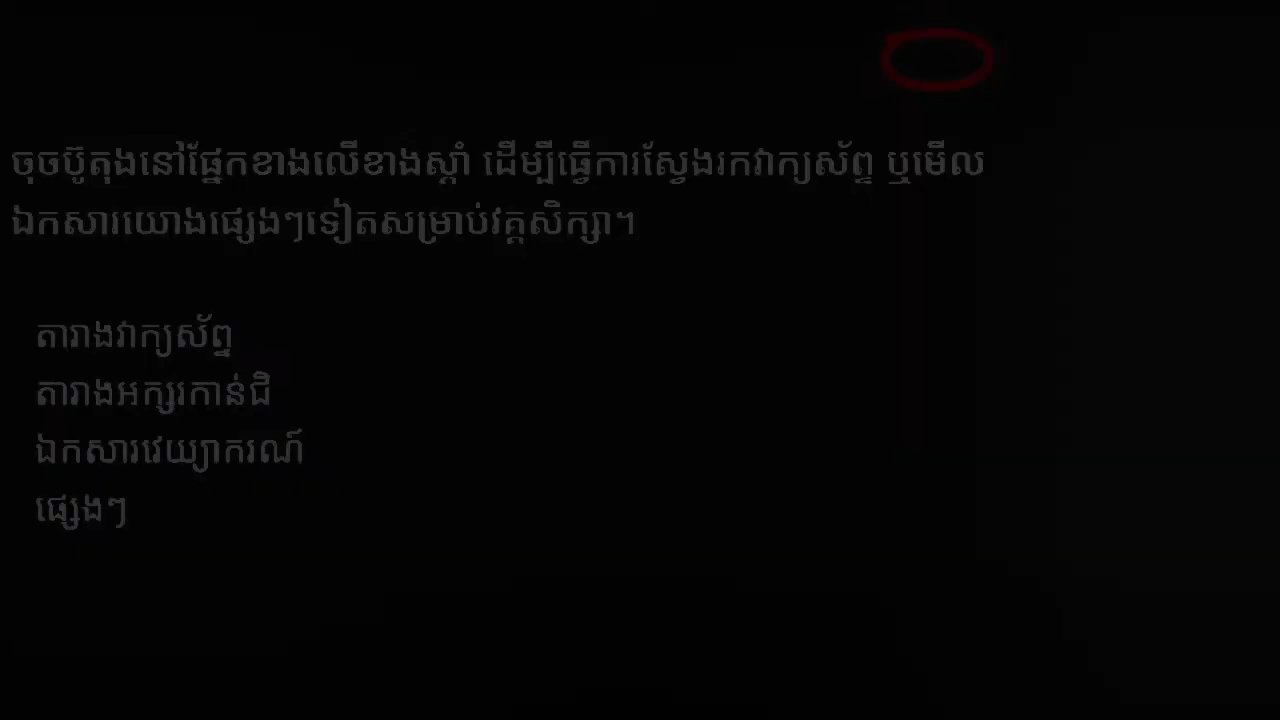 ចុចប៊ូតុងនៅផ្នែកខាងលើខាងស្ដាំ ដើម្បីធ្វើការស្វែងរកវាក្យស័ព្ទ ឬមើល
ឯកសារយោងផ្សេងៗទៀតសម្រាប់វគ្គសិក្សា។
តារាងវាក្យស័ព្ទ
តារាងអក្សរកាន់ជិ
ឯកសារវេយ្យាករណ៍
ផ្សេងៗ